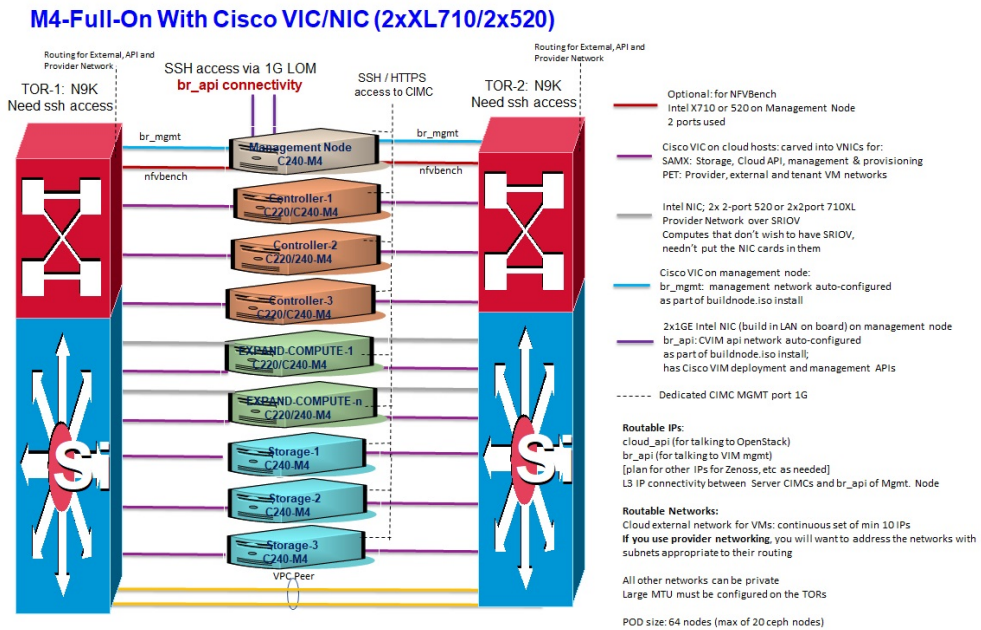 M4-Full-On With Cisco VIC/NIC (2xXL710/2x520)
Routing for External, API and
Provider Network
TOR-1: N9K
Need ssh access
SSH access via 1G LOM
br_api connectivity
SSH / HTTPS
access to CIMC
Routing for External, API and
Provider Network
TOR-2: N9K
Need ssh access
br_mgmt
br_mgmt
Management Node
C240-M4
nfvbench
nfvbench
Controller-1
C220/C240-M4
Controller-2
C220/240-M4
Controller-3
C220/C240-M4
EXPAND-COMPUTE-1
C220/C240-M4
EXPAND-COMPUTE-n
C220/240-M4
Storage-1
C240-M4
Storage-2
C240-M4
Storage-3
C240-M4
Si
Si
VPC Peer
Optional: for NFVBench
Intel X710 or 520 on Management Node
2 ports used
Cisco VIC on cloud hosts: carved into VNICs for:
SAMX: Storage, Cloud API, management & provisioning
PET: Provider, external and tenant VM networks
Intel NIC; 2x 2-port 520 or 2x2port 710XL
Provider Network over SRIOV
Computes that don't wish to have SRIOV,
needn't put the NIC cards in them
Cisco VIC on management node:
br_mgmt: management network auto-configured
as part of buildnode.iso install
2x1GE Intel NIC (build in LAN on board) on management node
br_api: CVIM api network auto-configured
as part of buildnode.iso install;
has Cisco VIM deployment and management APIs
Dedicated CIMC MGMT port 1G
Routable IPs:
cloud_api (for talking to OpenStack)
br_api (for talking to VIM mgmt)
[plan for other IPs for Zenoss, etc as needed]
L3 IP connectivity between Server CIMCs and br_api of Mgmt. Node
Routable Networks:
Cloud external network for VMs: continuous set of min 10 IPs
If you use provider networking, you will want to address the networks with
subnets appropriate to their routing
All other networks can be private
Large MTU must be configured on the TORs
POD size: 64 nodes (max of 20 ceph nodes)